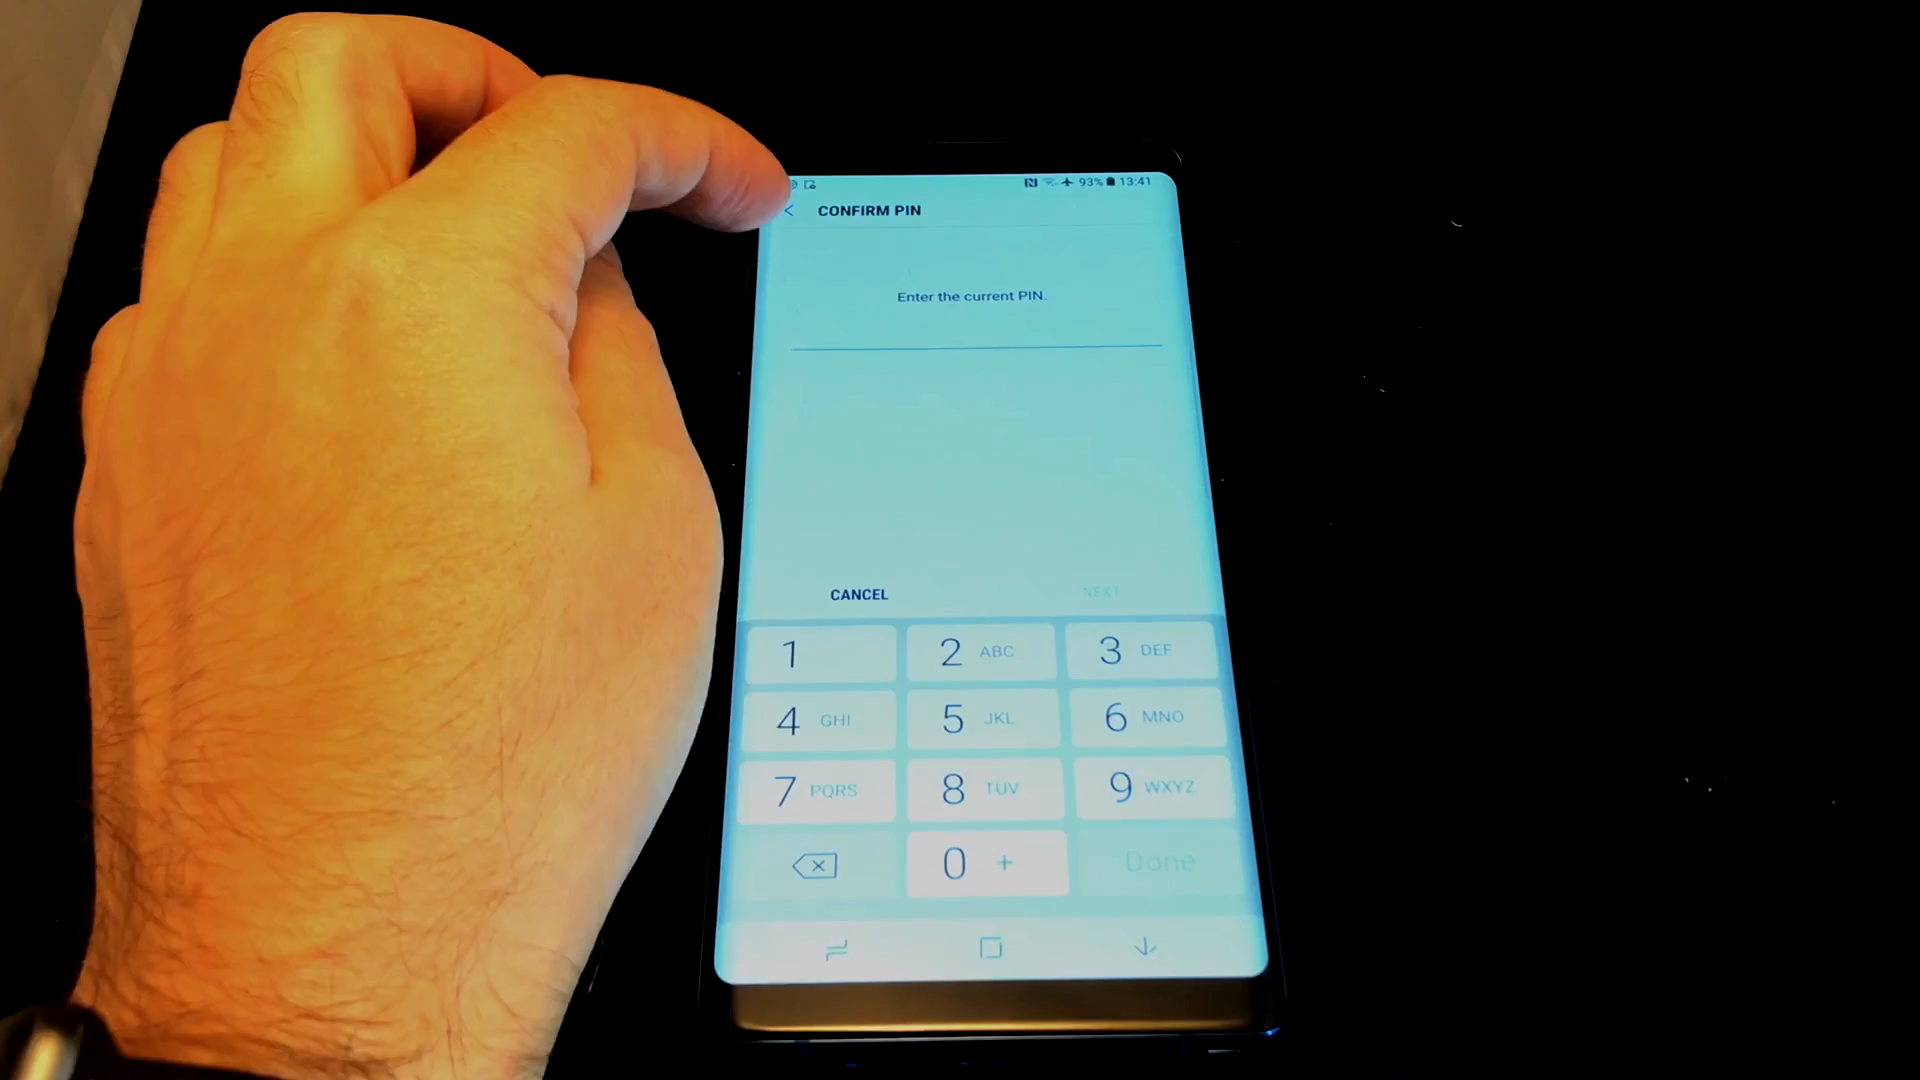 93% 13:41
< CONFIRM PIN
Enter the current PIN.
CANCEL NEXT
1 2 ABC 3 DEF
4 GHI 5 JKL 6 MNO
7 PQRS 8 TUV 9 WXYZ
0 + Done